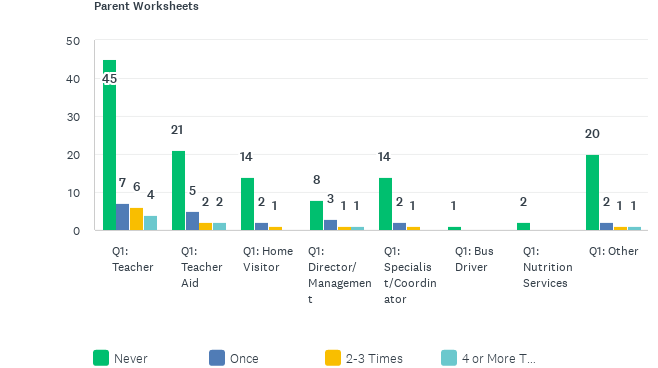 Parent Worksheets
50
40
30
20
10
0
45
7
6
4
21
5
2
2
14
2
1
8
3
1
1
14
2
1
1
2
20
2
1
1
Q1:
Teacher
Q1:
Teacher
Aid
Q1: Home
Visitor
Q1:
Director/
Managemen
t
Q1:
Specialis
t/Coordin
ator
Q1: Bus
Driver
Q1:
Nutrition
Services
Q1: Other
Never
Once
2-3 Times
4 or More T...